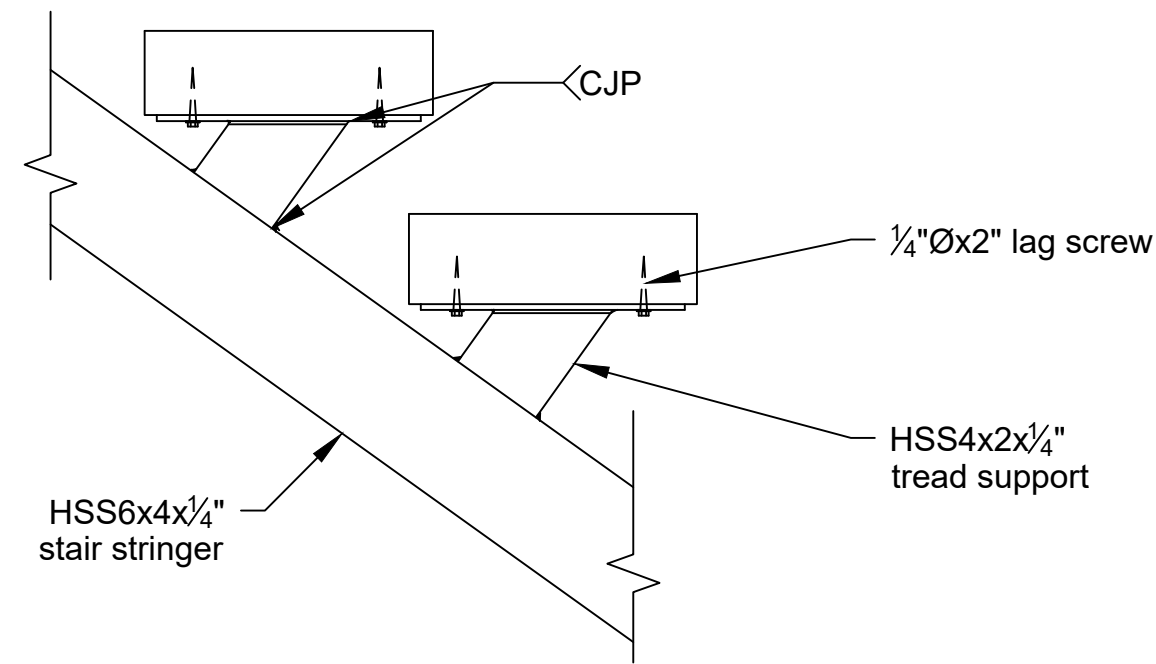 CJP
¼"Øx2" lag screw
HSS4x2x¼"
tread support
HSS6x4x¼"
stair stringer